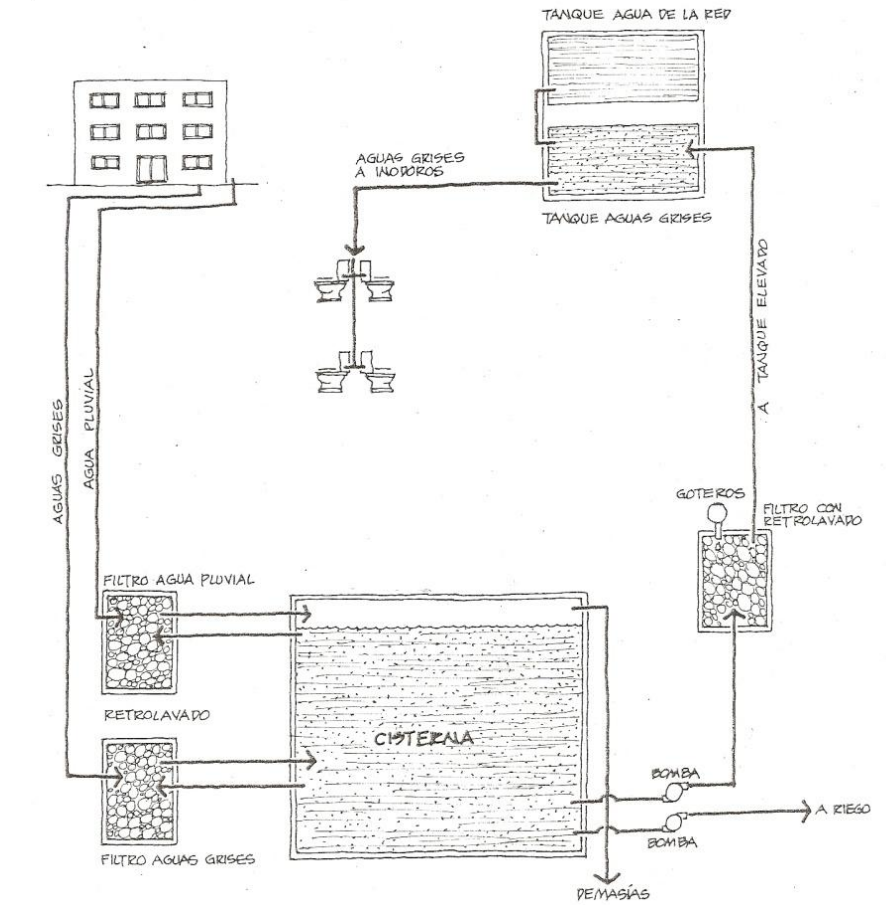 TANQUE AGUA DE LA RED
AGUAS GRISES
A INODOROS
TANQUE AGUAS GRISES
A TANQUE ELEVADO
AGUAS GRISES
AGUA PLUVIAL
GOTEROS
FILTRO CON
RETROLAVADO
FILTRO AGUA PLUVIAL
RETROLAVADO
CISTERNA
BOMBA
A RIEGO
BOMBA
FILTRO AGUAS GRISES
DEMASÍAS